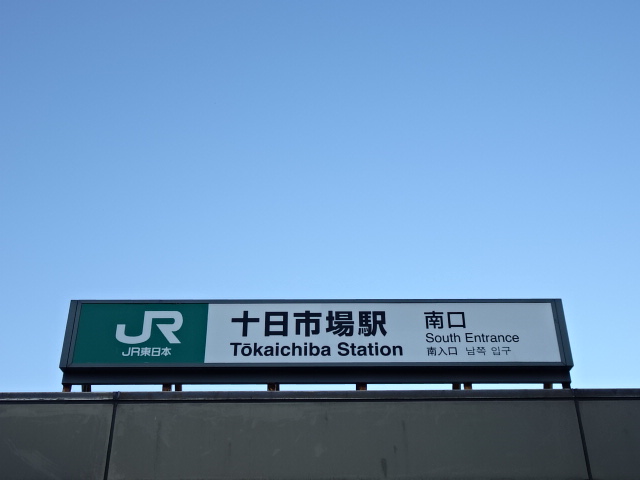 JR
JR東日本
十日市場駅
Tōkaichiba Station
南口
South Entrance
南入口 남쪽 입구